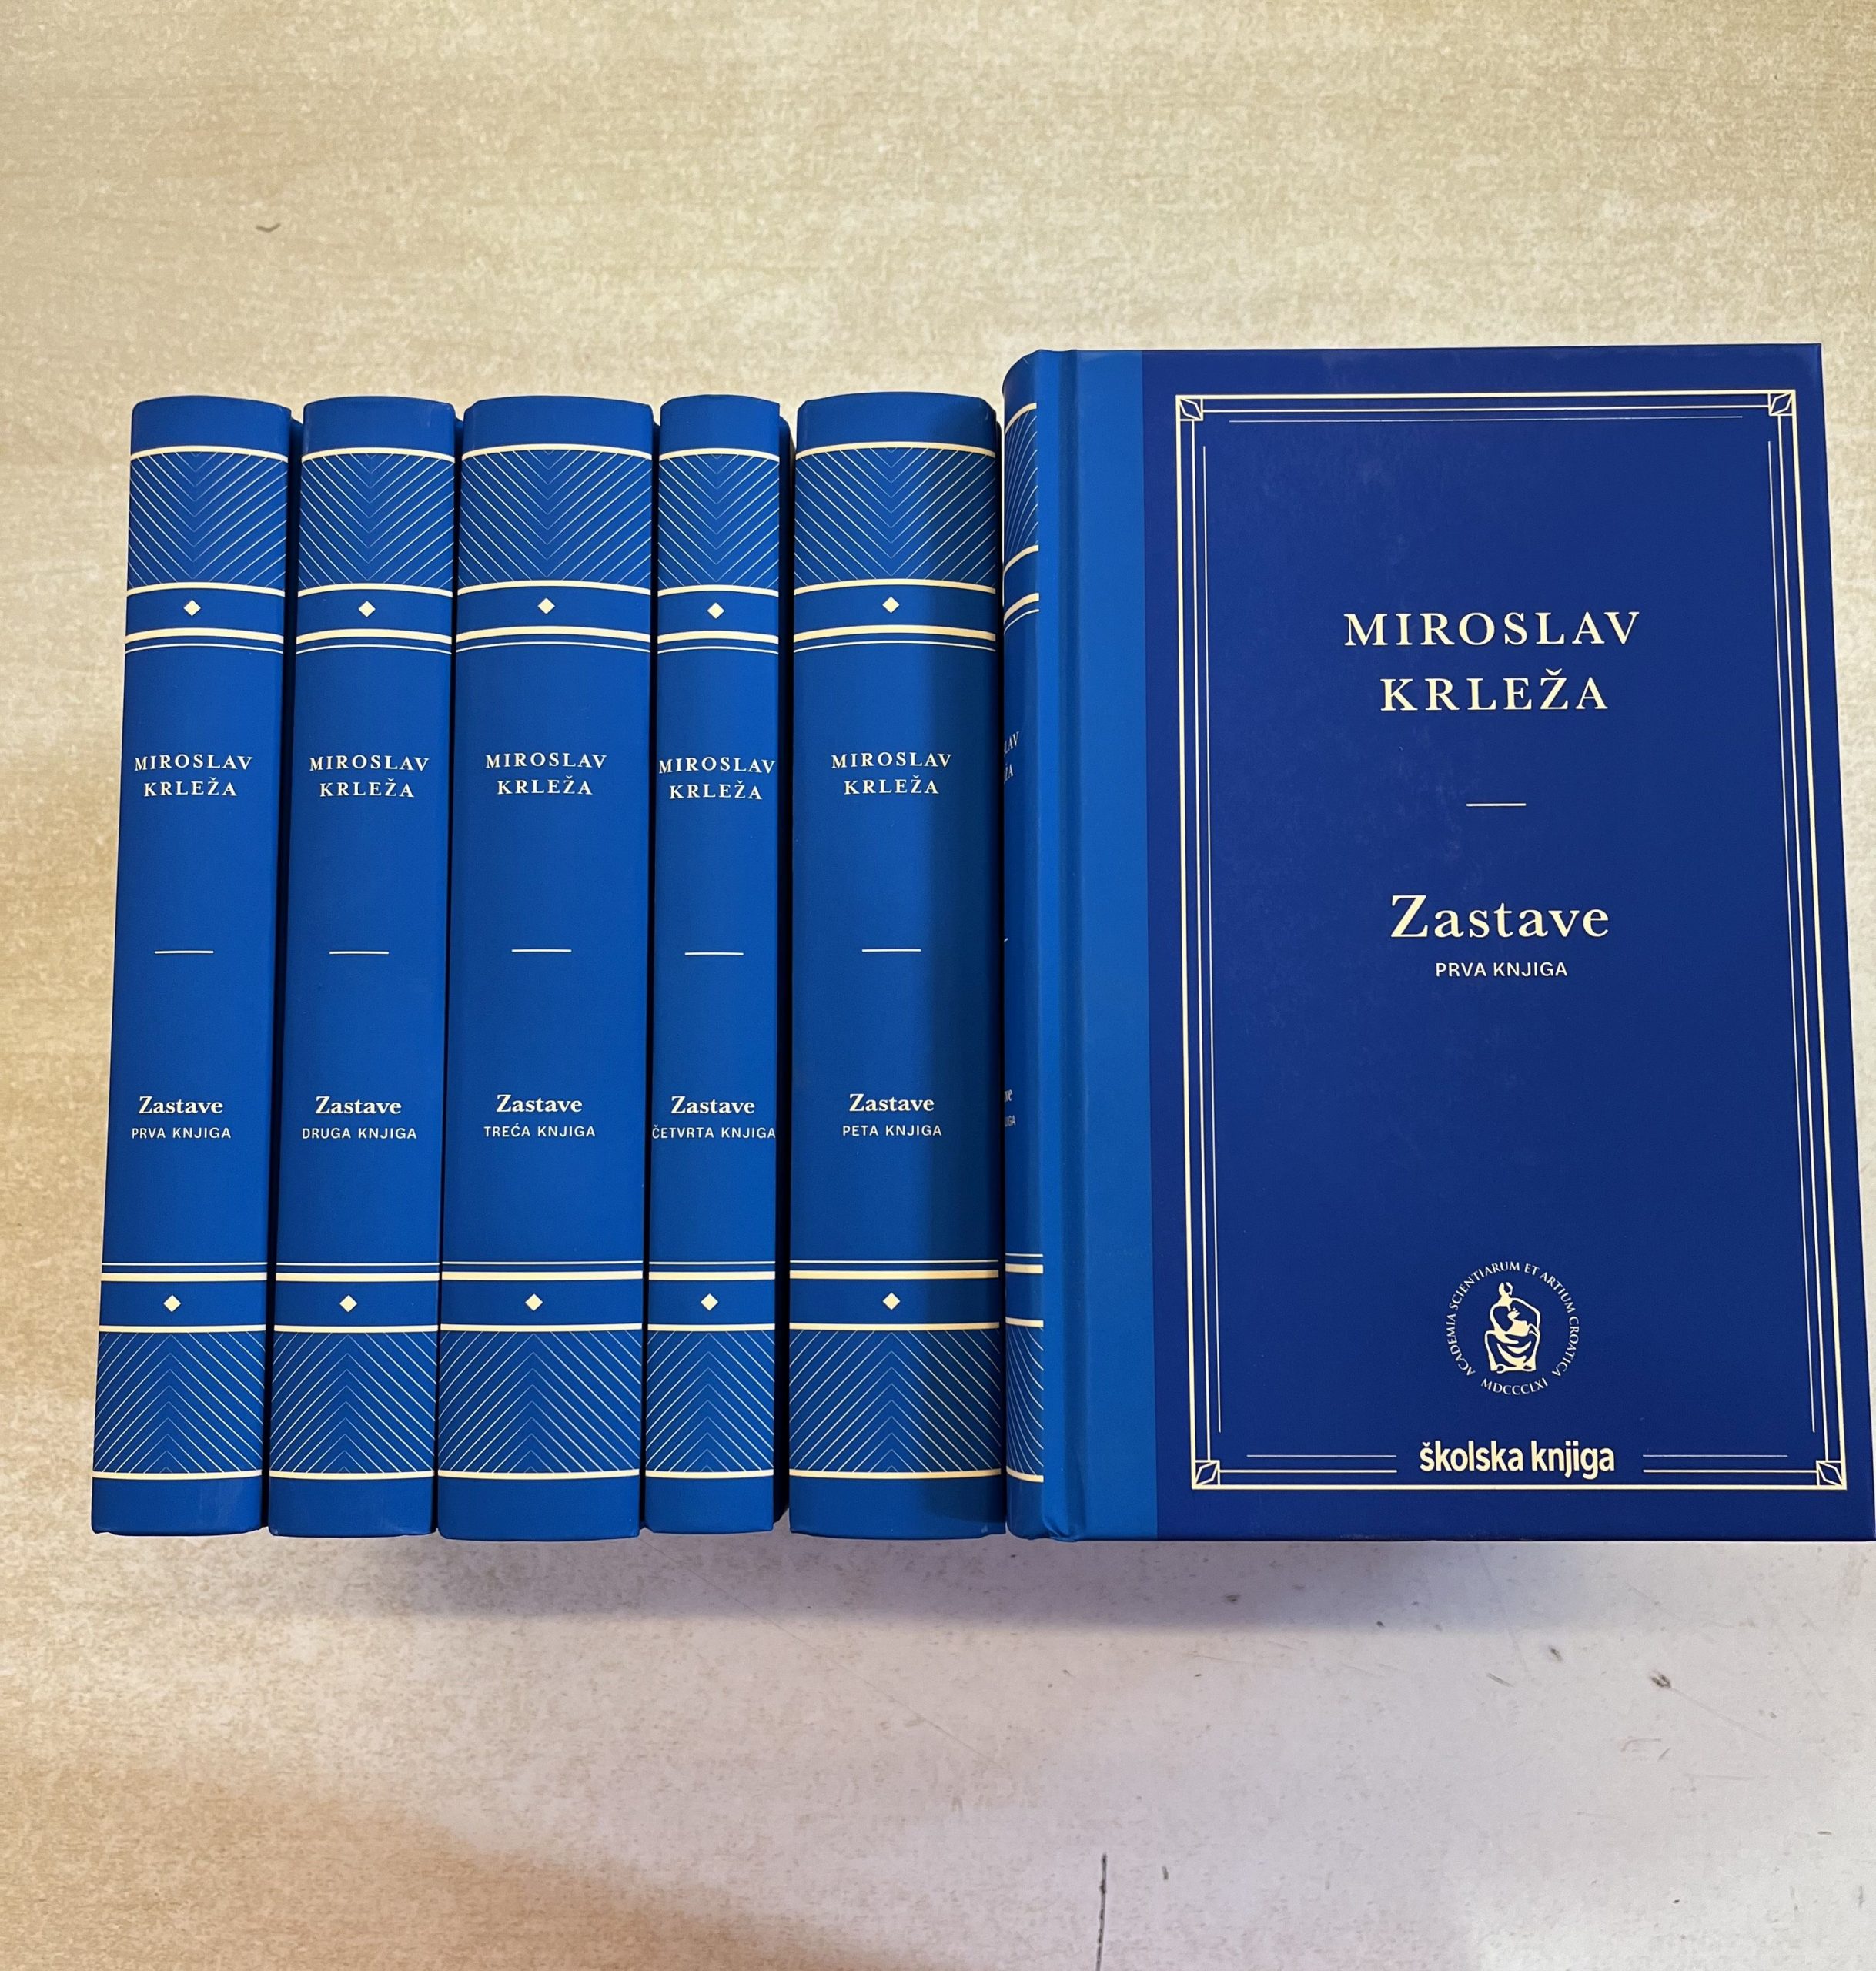 MIROSLAV
KRLEŽA
Zastave
PRVA KNJIGA
MIROSLAV
KRLEŽA
Zastave
DRUGA KNJIGA
MIROSLAV
KRLEŽA
Zastave
TREĆA KNJIGA
MIROSLAV
KRLEŽA
Zastave
ČETVRTA KNJIGA
MIROSLAV
KRLEŽA
Zastave
PETA KNJIGA
MIROSLAV
KRLEŽA
Zastave
PRVA KNJIGA
ACADEMIA SCIENTIARUM ET ARTIUM CROATICA
MDCCCLXI
školska knjiga